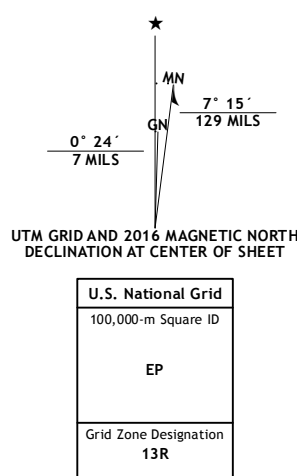 ★
MN
GN
7° 15´
129 MILS
0° 24´
7 MILS
UTM GRID AND 2016 MAGNETIC NORTH
DECLINATION AT CENTER OF SHEET
U.S. National Grid
100,000-m Square ID
EP
Grid Zone Designation
13R